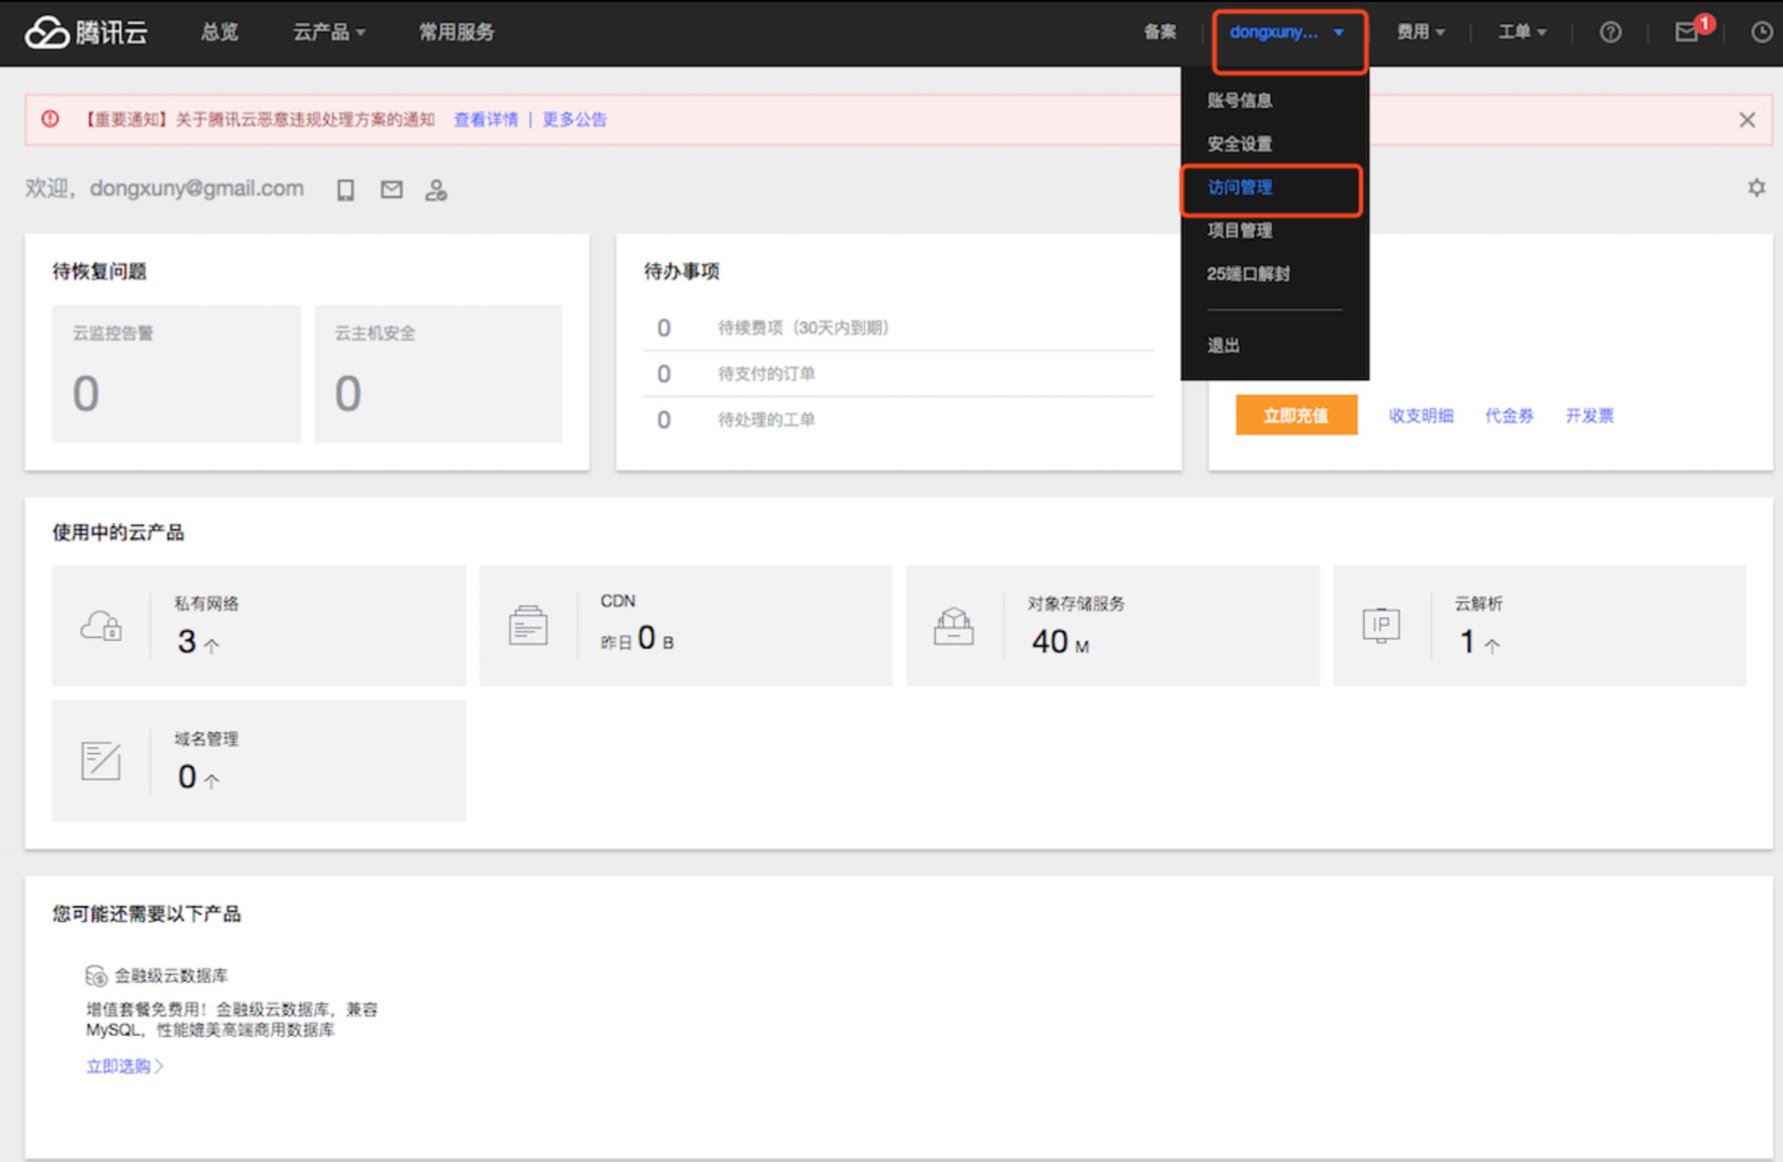 腾讯云
总览
云产品
常用服务
备案
dongxuny...
费用
工单
1
账号信息
安全设置
访问管理
项目管理
25端口解封
退出
【重要通知】关于腾讯云恶意违规处理方案的通知 查看详情 | 更多公告
欢迎，dongxuny@gmail.com
待恢复问题
云监控告警
0
云主机安全
0
待办事项
0 待续费项（30天内到期）
0 待支付的订单
0 待处理的工单
立即充值 收支明细 代金券 开发票
使用中的云产品
私有网络
3 个
CDN
昨日 0 B
对象存储服务
40 M
IP
云解析
1 个
域名管理
0 个
您可能还需要以下产品
金融级云数据库
增值套餐免费用！金融级云数据库，兼容
MySQL，性能媲美高端商用数据库
立即选购